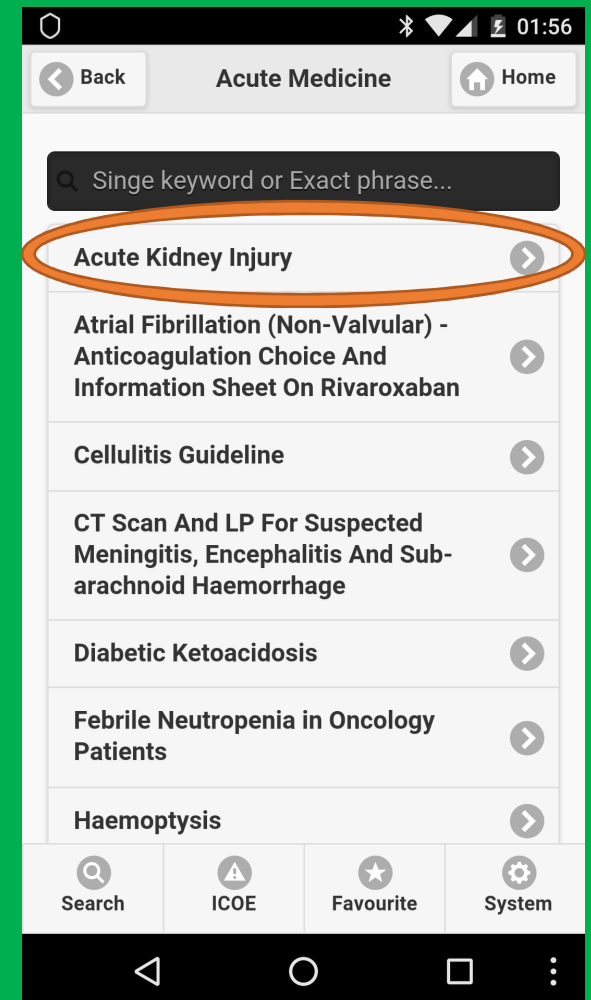 01:56
Back
Acute Medicine
Home
Singe keyword or Exact phrase...
Acute Kidney Injury
Atrial Fibrillation (Non-Valvular) -
Anticoagulation Choice And
Information Sheet On Rivaroxaban
Cellulitis Guideline
CT Scan And LP For Suspected
Meningitis, Encephalitis And Sub-
arachnoid Haemorrhage
Diabetic Ketoacidosis
Febrile Neutropenia in Oncology
Patients
Haemoptysis
Search
ICOE
Favourite
System